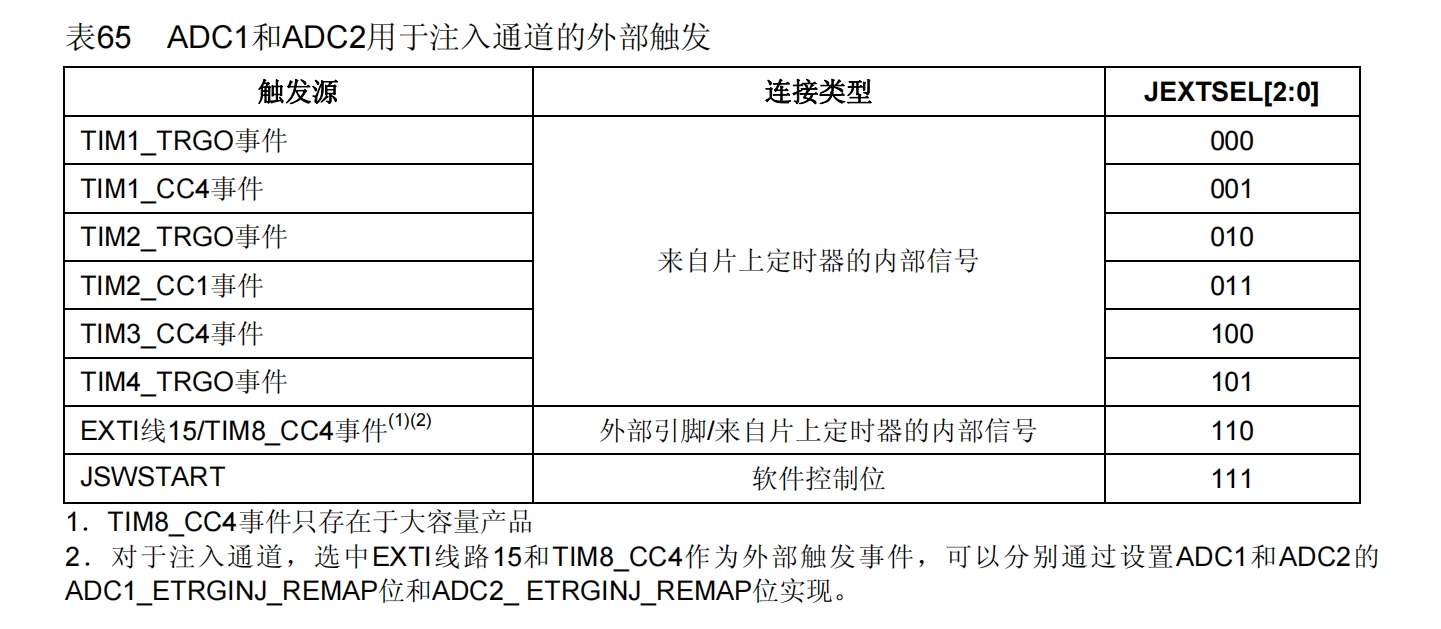 表65 ADC1和ADC2用于注入通道的外部触发
触发源 连接类型 JEXTSEL[2:0]
TIM1_TRGO事件 000
TIM1_CC4事件 001
TIM2_TRGO事件 010
来自片上定时器的内部信号
TIM2_CC1事件 011
TIM3_CC4事件 100
TIM4_TRGO事件 101
EXTI线15/TIM8_CC4事件(1)(2) 外部引脚/来自片上定时器的内部信号 110
JSWSTART 软件控制位 111
1．TIM8_CC4事件只存在于大容量产品
2．对于注入通道，选中EXTI线路15和TIM8_CC4作为外部触发事件，可以分别通过设置ADC1和ADC2的
ADC1_ETRGINJ_REMAP位和ADC2_ ETRGINJ_REMAP位实现。